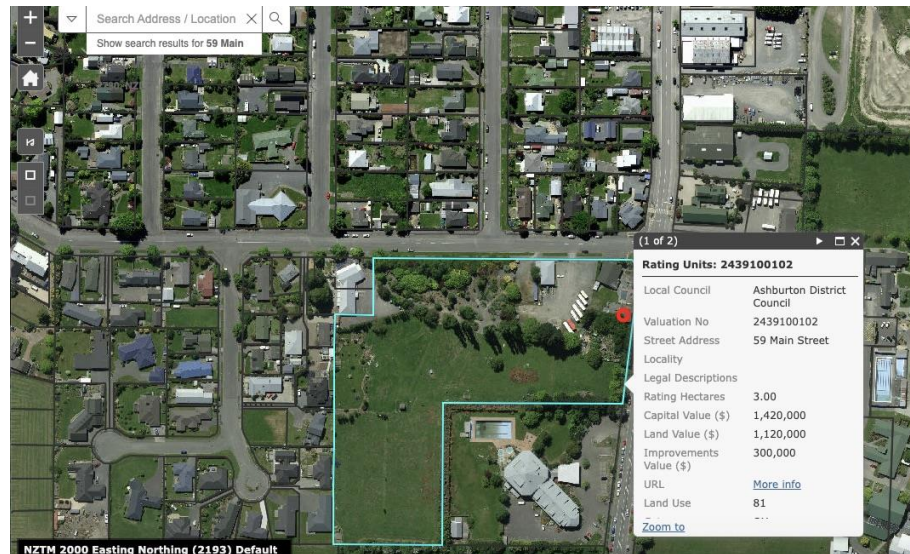 +
Search Address / Location
Show search results for 59 Main
−
(1 of 2)
Rating Units: 2439100102
Local Council Ashburton District Council
Valuation No 2439100102
Street Address 59 Main Street
Locality
Legal Descriptions
Rating Hectares 3.00
Capital Value ($) 1,420,000
Land Value ($) 1,120,000
Improvements Value ($) 300,000
URL More info
Land Use 81
Zoom to
NZTM 2000 Easting Northing (2193) Default